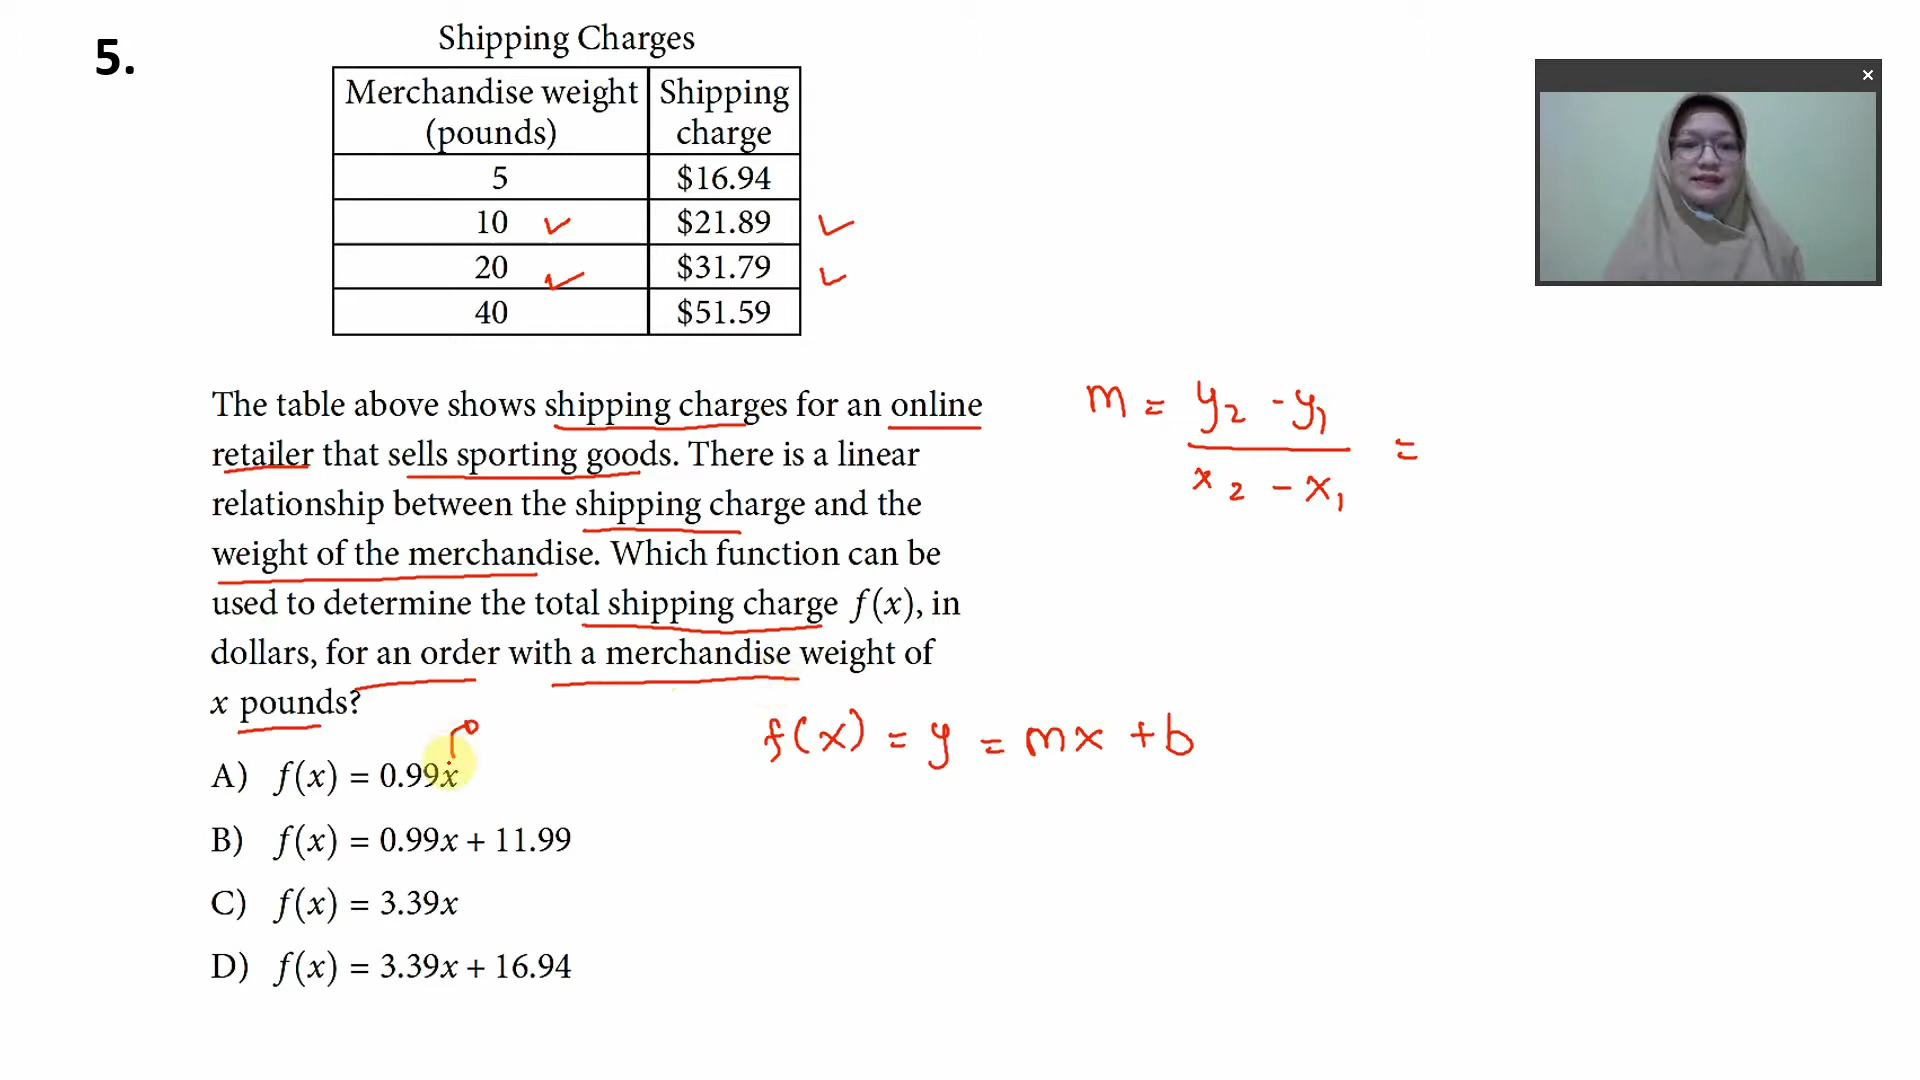 5.
Shipping Charges
Merchandise weight (pounds) Shipping charge
5 $16.94
10 ✓ $21.89 ✓
20 ✓ $31.79 ✓
40 $51.59
The table above shows shipping charges for an online
retailer that sells sporting goods. There is a linear
relationship between the shipping charge and the
weight of the merchandise. Which function can be
used to determine the total shipping charge f(x), in
dollars, for an order with a merchandise weight of
x pounds?
A) f(x) = 0.99x
B) f(x) = 0.99x + 11.99
C) f(x) = 3.39x
D) f(x) = 3.39x + 16.94
m = y2 - y1 / x2 - x1 =
f(x) = y = mx + b